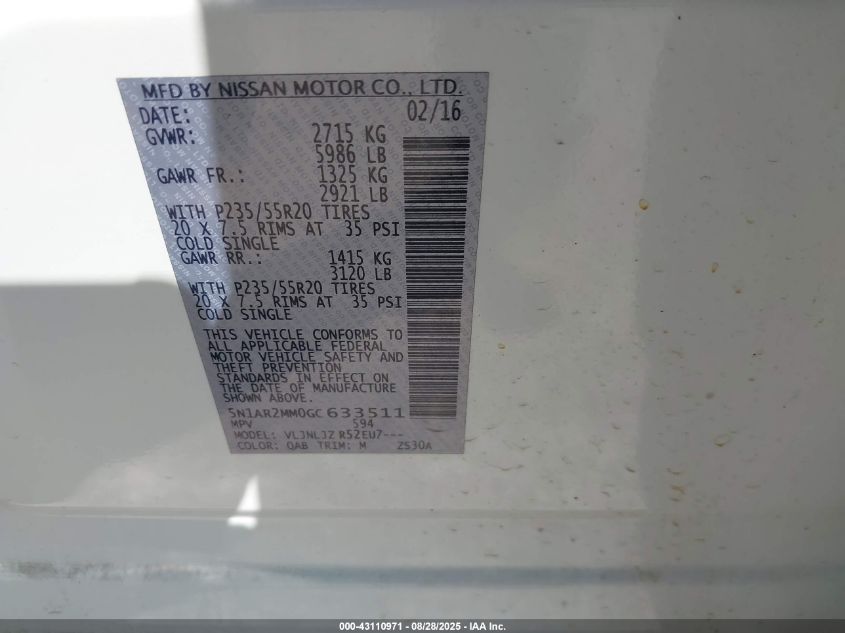 MFD BY NISSAN MOTOR CO., LTD.
DATE: 02/16
GVWR: 2715 KG
5986 LB
GAWR FR.: 1325 KG
2921 LB
WITH P235/55R20 TIRES
20 X 7.5 RIMS AT 35 PSI
COLD SINGLE
GAWR RR.: 1415 KG
3120 LB
WITH P235/55R20 TIRES
20 X 7.5 RIMS AT 35 PSI
COLD SINGLE
THIS VEHICLE CONFORMS TO
ALL APPLICABLE FEDERAL
MOTOR VEHICLE SAFETY AND
THEFT PREVENTION
STANDARDS IN EFFECT ON
THE DATE OF MANUFACTURE
SHOWN ABOVE.
5N1AR2MM0GC633511
MPV 594
MODEL: VLJNLJZ R52EU7---
COLOR: QAB TRIM: M ZS30A
000-43110971 - 08/28/2025 - IAA Inc.